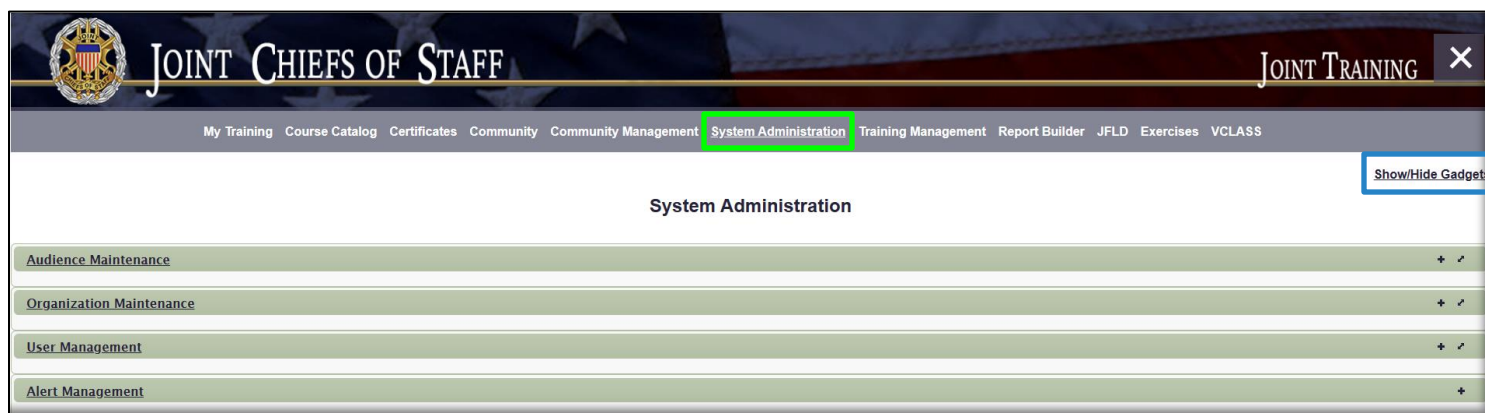 JOINT CHIEFS OF STAFF
JOINT TRAINING
My Training Course Catalog Certificates Community Community Management System Administration Training Management Report Builder JFLD Exercises VCLASS
Show/Hide Gadgets
System Administration
Audience Maintenance
Organization Maintenance
User Management
Alert Management